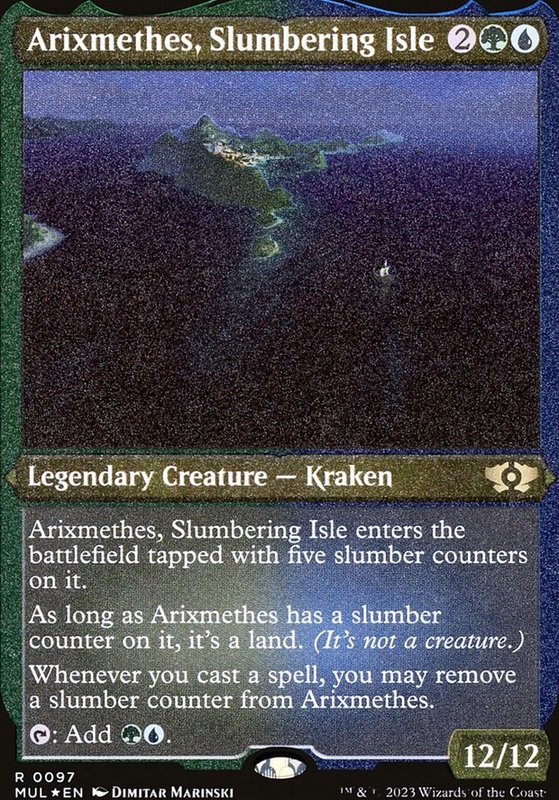 Arixmethes, Slumbering Isle 2
Legendary Creature — Kraken
Arixmethes, Slumbering Isle enters the
battlefield tapped with five slumber counters
on it.
As long as Arixmethes has a slumber
counter on it, it's a land. (It's not a creature.)
Whenever you cast a spell, you may remove
a slumber counter from Arixmethes.
: Add .
12/12
R 0097
MUL★EN Dimitar Marinski
™ & © 2023 Wizards of the Coast